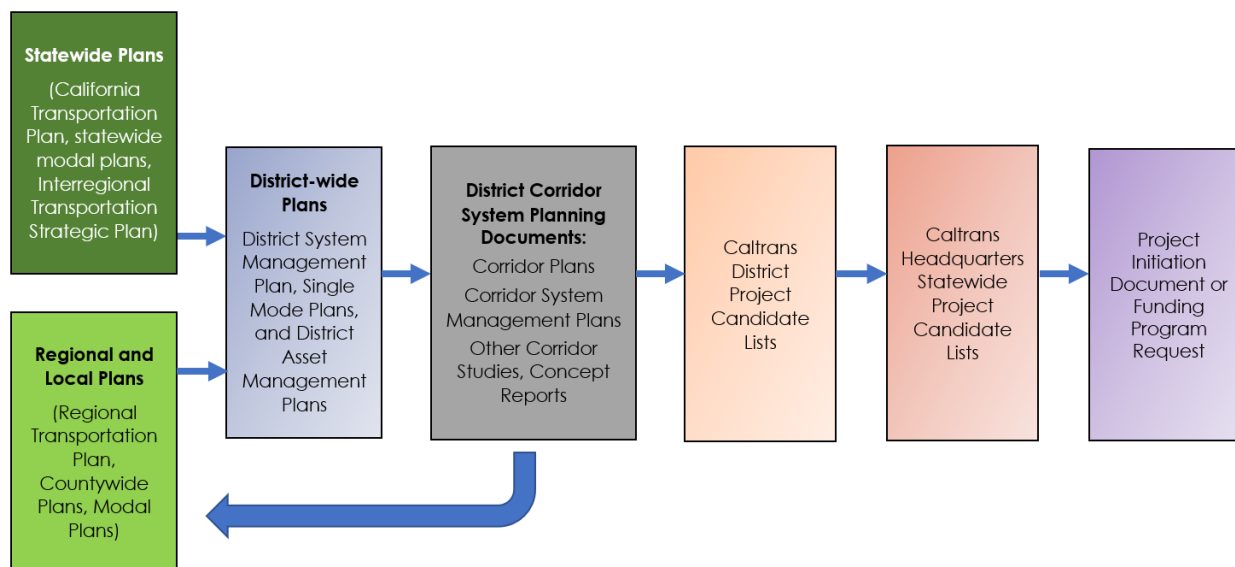 Statewide Plans
(California
Transportation
Plan, statewide
modal plans,
Interregional
Transportation
Strategic Plan)
Regional and
Local Plans
(Regional
Transportation
Plan,
Countywide
Plans, Modal
Plans)
District-wide
Plans
District System
Management
Plan, Single
Mode Plans,
and District
Asset
Management
Plans
District Corridor
System Planning
Documents:
Corridor Plans
Corridor System
Management Plans
Other Corridor
Studies, Concept
Reports
Caltrans
District
Project
Candidate
Lists
Caltrans
Headquarters
Statewide
Project
Candidate
Lists
Project
Initiation
Document or
Funding
Program
Request